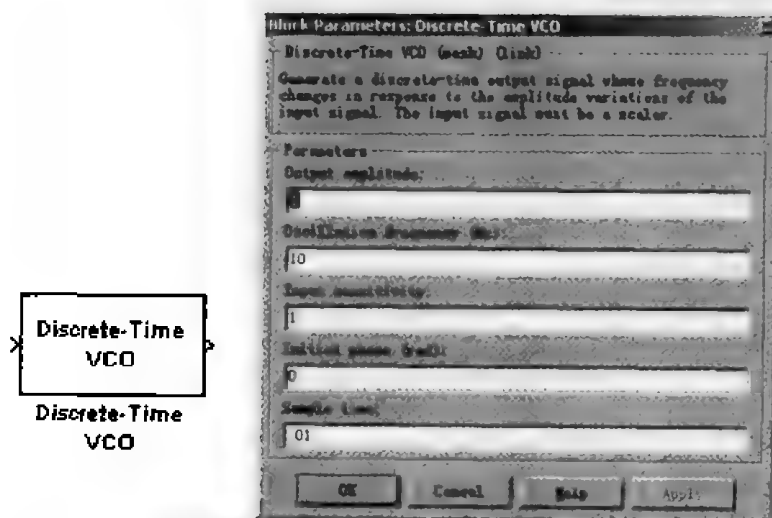 Block Parameters: Discrete-Time VCO
Discrete-Time VCO (mask) (link)
Generate a discrete-time output signal whose frequency
changes in response to the amplitude variations of the
input signal. The input signal must be a scalar.
Parameters
Output amplitude:
Oscillation frequency (Hz):
10
Input sensitivity:
1
Initial phase (rad):
0
Sample time:
.01
OK
Cancel
Help
Apply
Discrete-Time
VCO
Discrete-Time
VCO